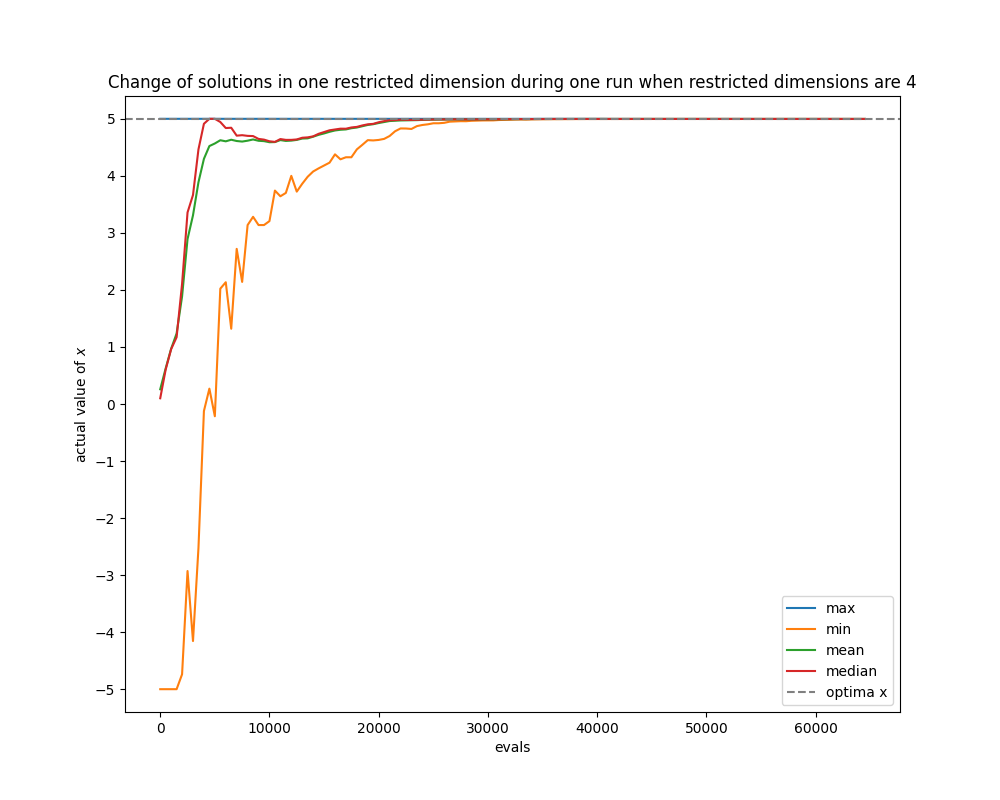 Change of solutions in one restricted dimension during one run when restricted dimensions are 4
actual value of x
5
4
3
2
1
0
−1
−2
−3
−4
−5
0 10000 20000 30000 40000 50000 60000
evals
max
min
mean
median
optima x